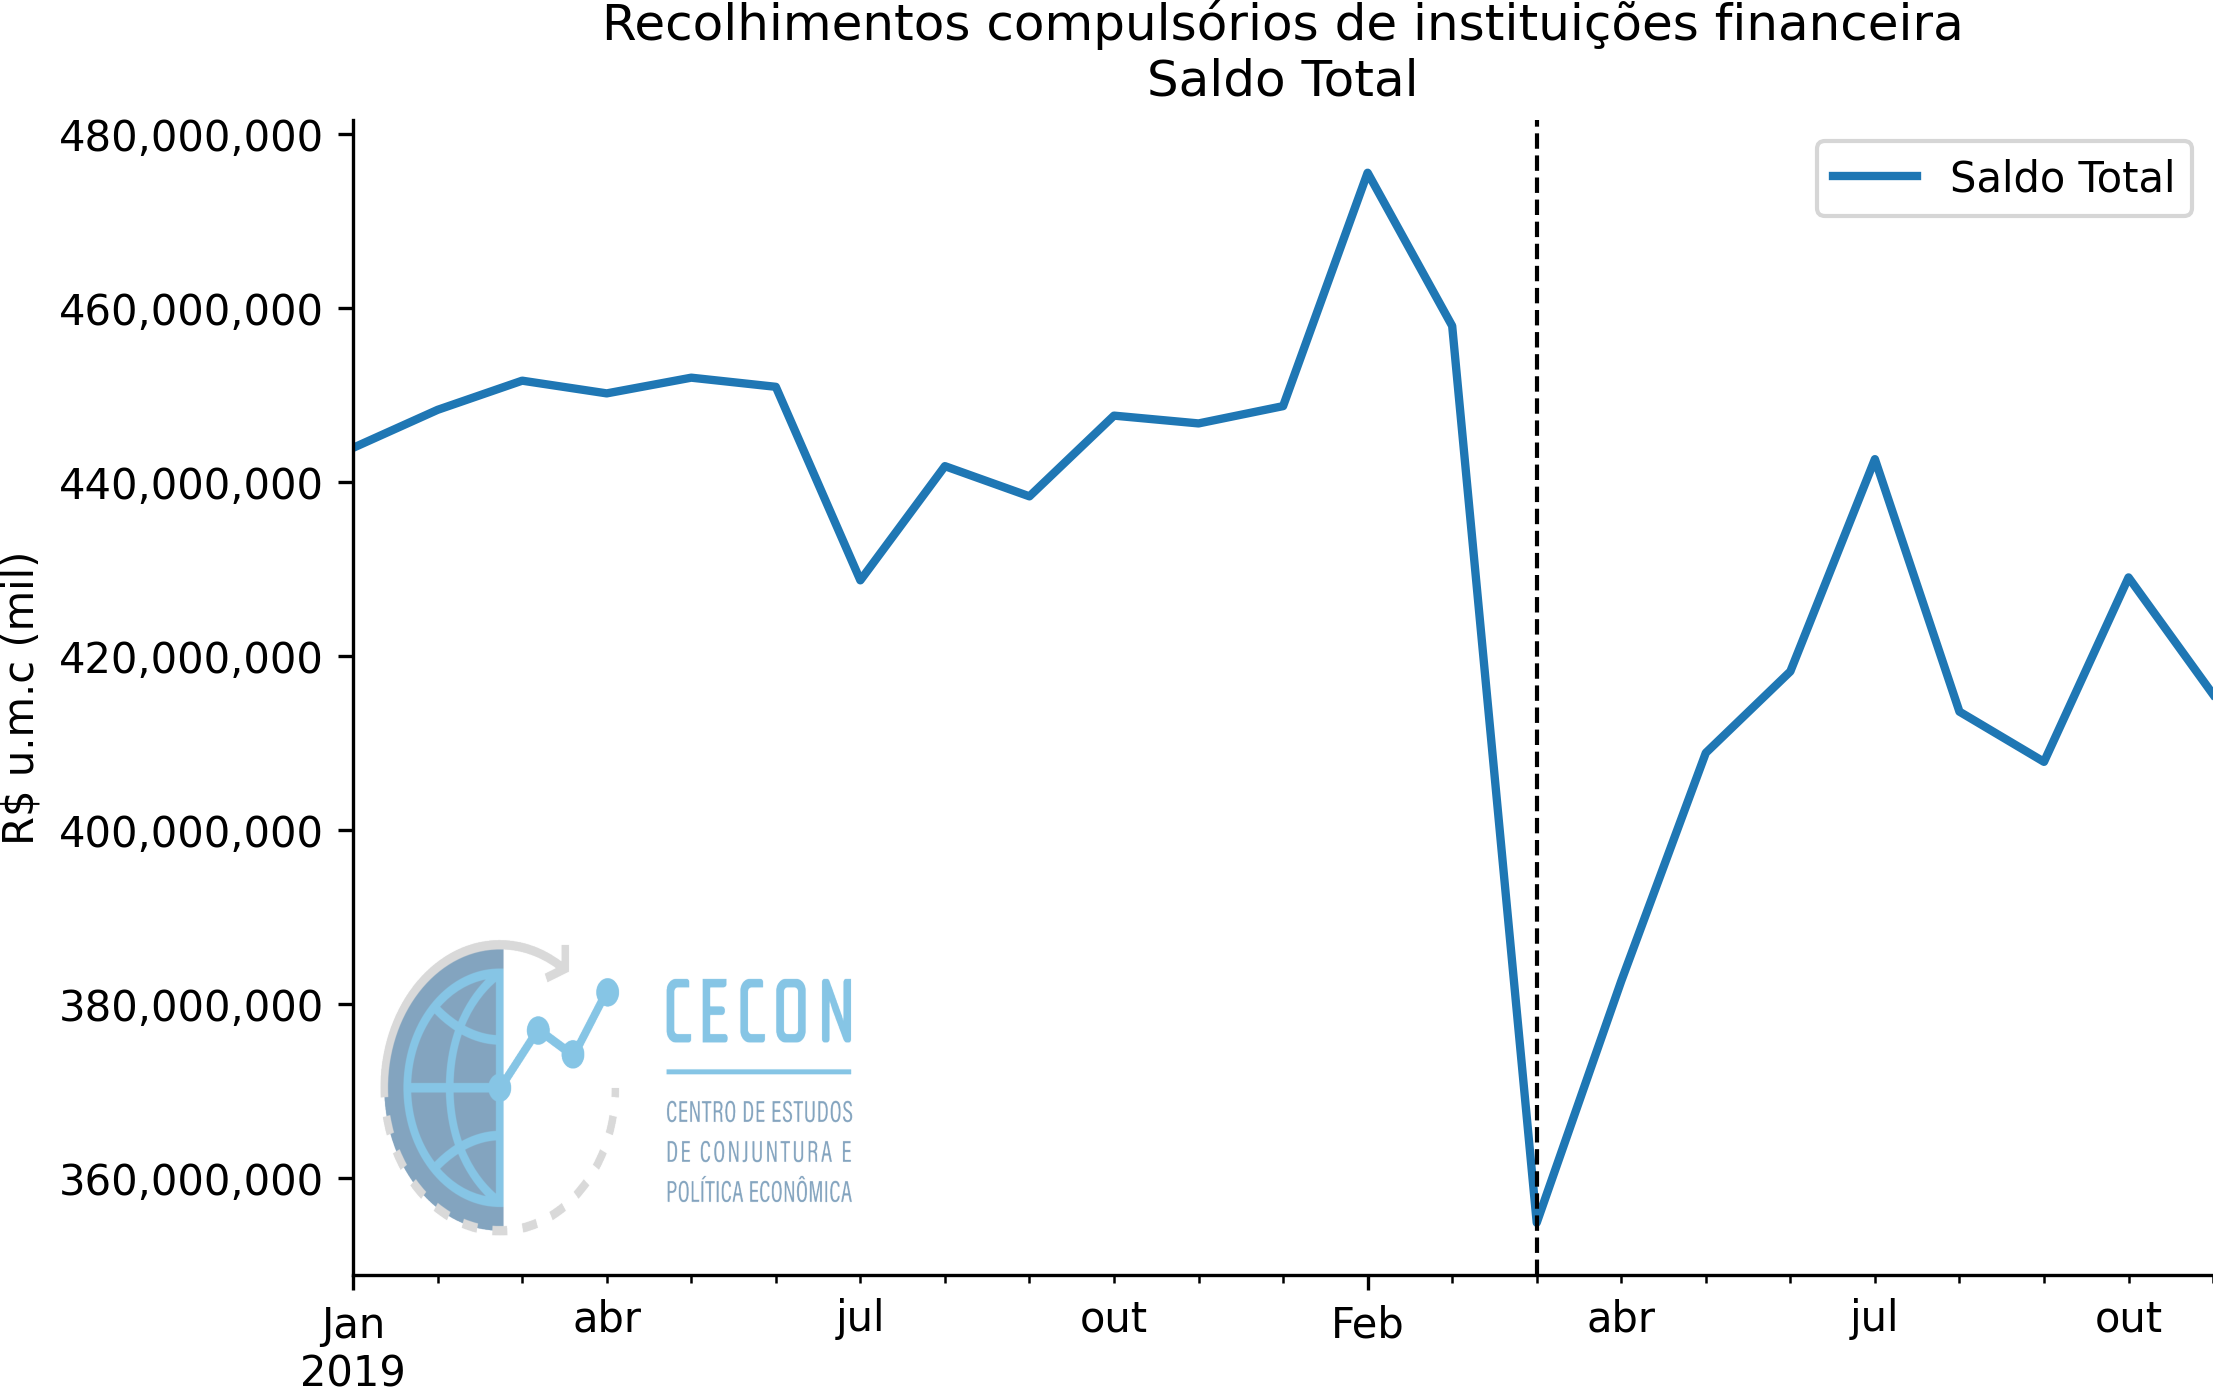 Recolhimentos compulsórios de instituições financeira
Saldo Total
480,000,000
460,000,000
440,000,000
420,000,000
400,000,000
380,000,000
360,000,000
R$ u.m.c (mil)
Saldo Total
CECON
CENTRO DE ESTUDOS
DE CONJUNTURA E
POLÍTICA ECONÔMICA
Jan abr jul out Feb abr jul out
2019